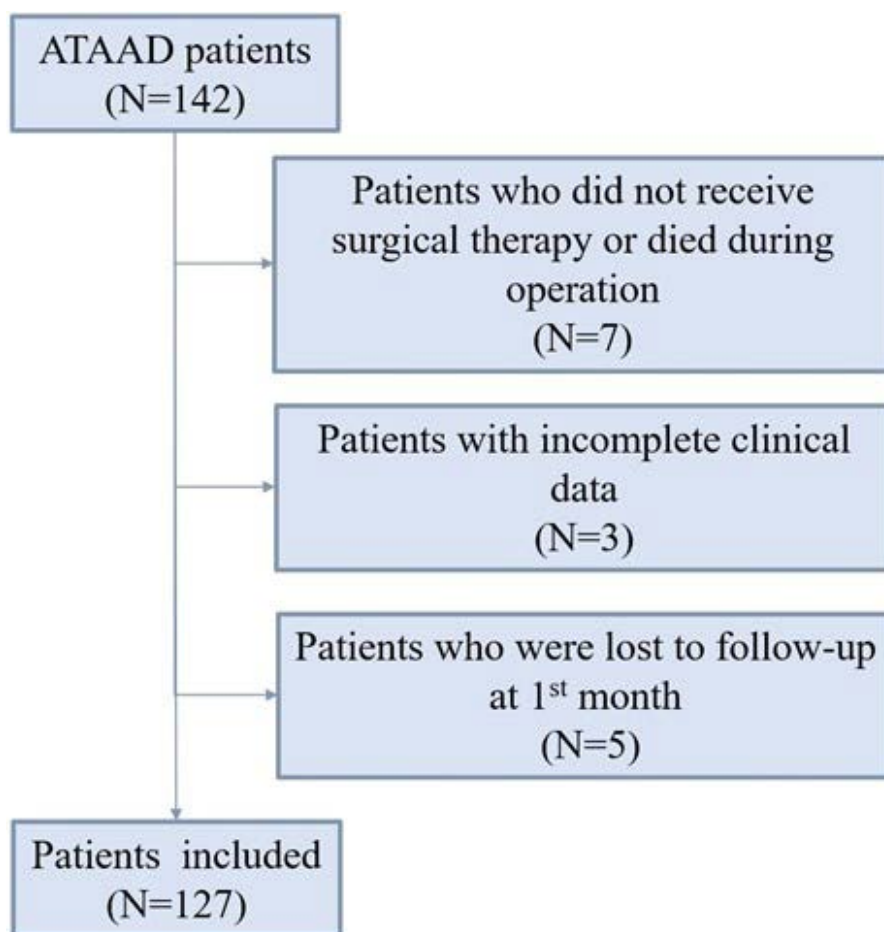 ATAAD patients
(N=142)
Patients who did not receive
surgical therapy or died during
operation
(N=7)
Patients with incomplete clinical
data
(N=3)
Patients who were lost to follow-up
at 1st month
(N=5)
Patients included
(N=127)